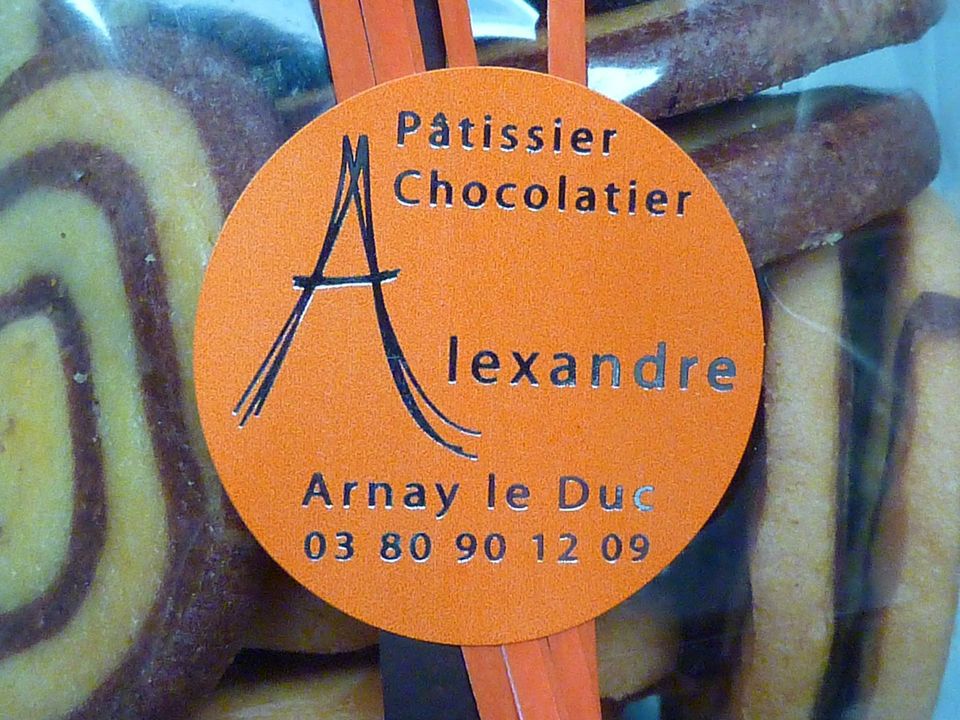 Pâtissier
Chocolatier
Alexandre
Arnay le Duc
03 80 90 12 09